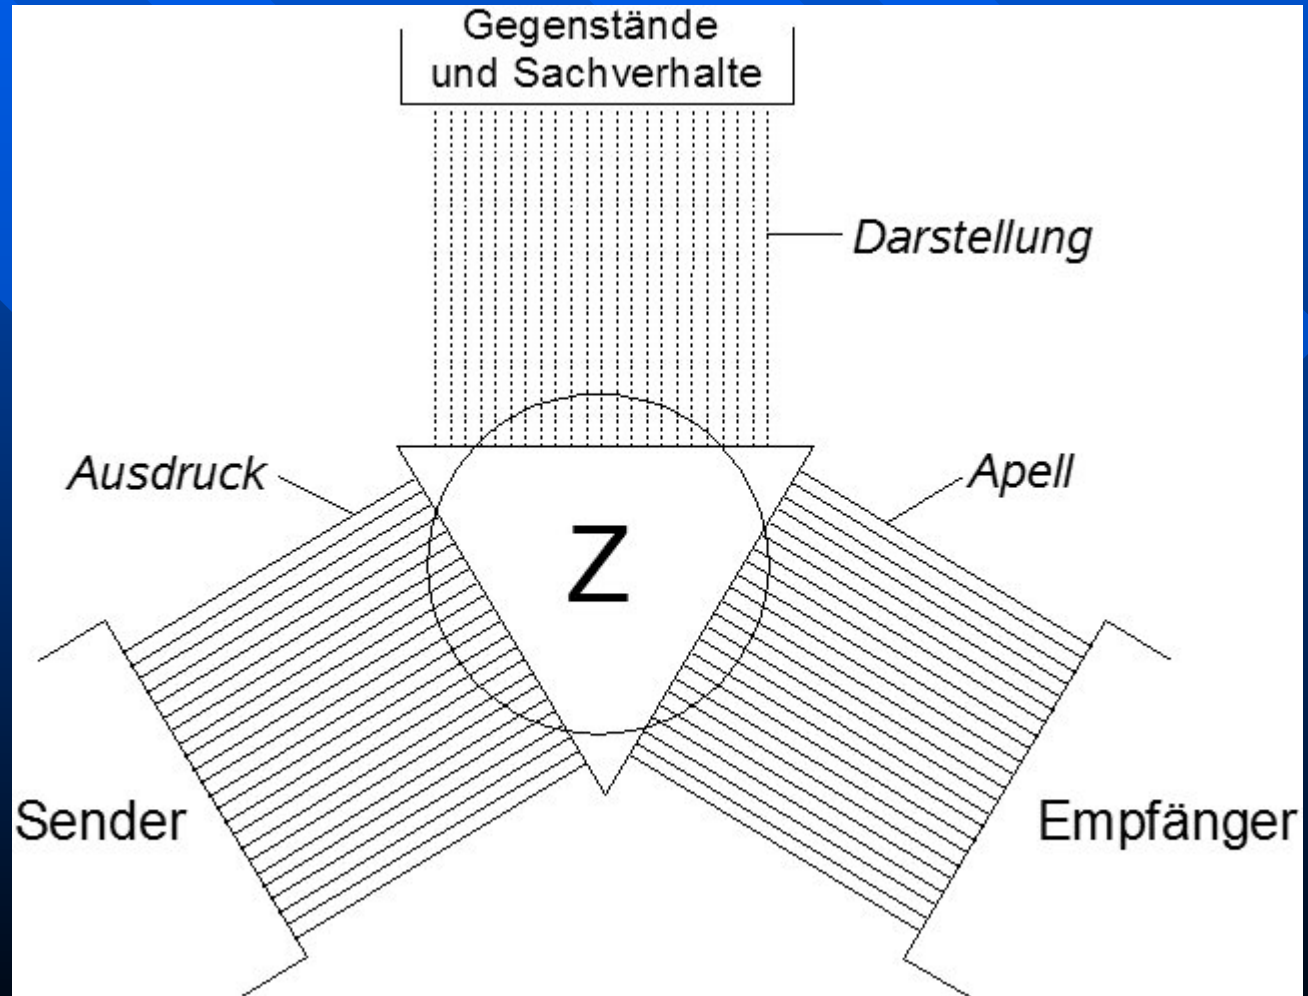 Gegenstände
und Sachverhalte
Darstellung
Ausdruck
Apell
Z
Sender
Empfänger